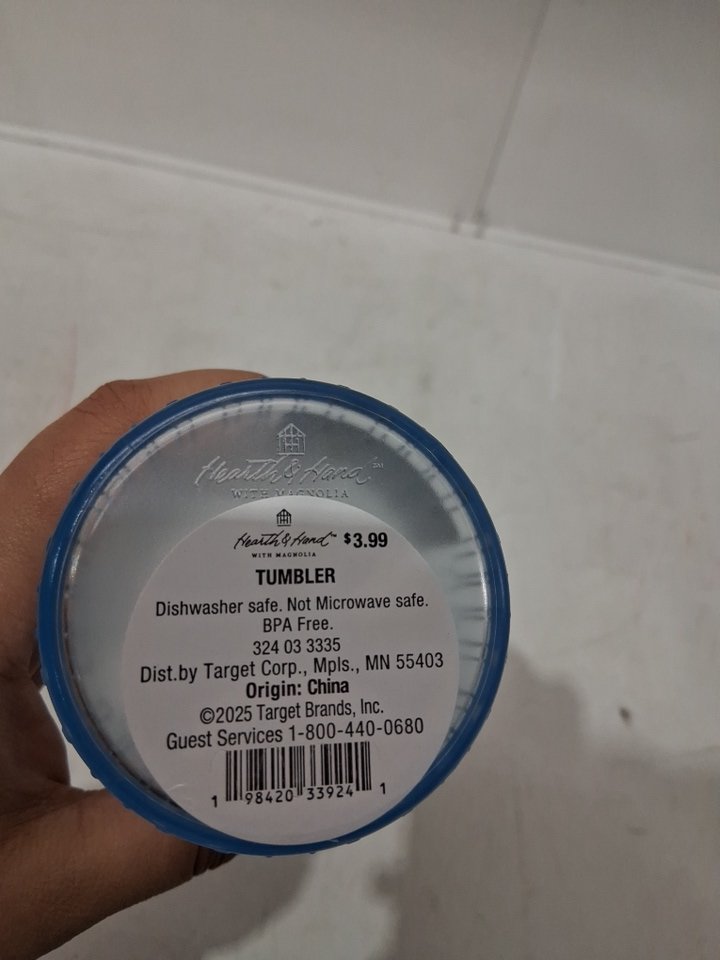 Hearth & Hand™
WITH MAGNOLIA
Hearth & Hand™ $3.99
WITH MAGNOLIA
TUMBLER
Dishwasher safe. Not Microwave safe.
BPA Free.
324 03 3335
Dist.by Target Corp., Mpls., MN 55403
Origin: China
©2025 Target Brands, Inc.
Guest Services 1-800-440-0680
1 98420 33924 1